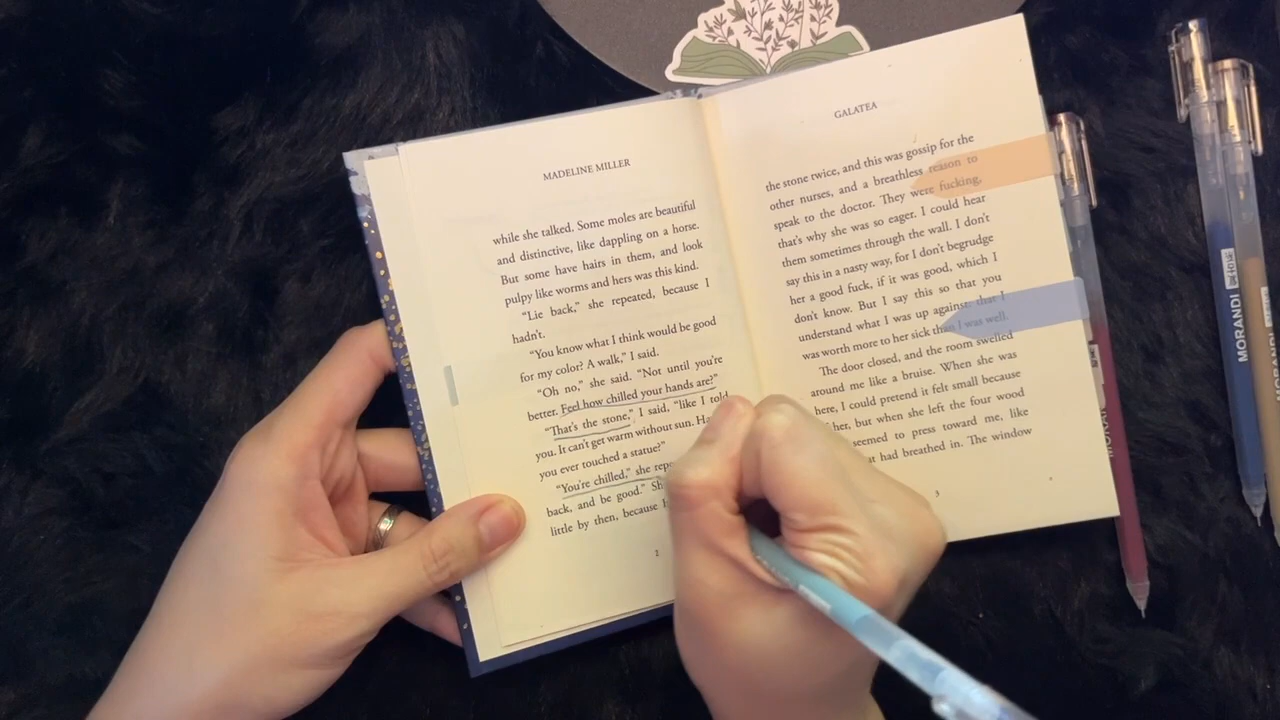 MADELINE MILLER
while she talked. Some moles are beautiful
and distinctive, like dappling on a horse.
But some have hairs in them, and look
pulpy like worms and hers was this kind.
“Lie back,” she repeated, because I
hadn't.
“You know what I think would be good
for my color? A walk,” I said.
“Oh no,” she said. “Not until you're
better. Feel how chilled your hands are?”
“That's the stone,” I said, “like I told
you. It can't get warm without sun. Ha
you ever touched a statue?”
“You're chilled,” she rep
back, and be good.” Sh
little by then, because
2
GALATEA
the stone twice, and this was gossip for the
other nurses, and a breathless reason to
speak to the doctor. They were fucking,
that's why she was so eager. I could hear
them sometimes through the wall. I don't
say this in a nasty way, for I don't begrudge
her a good fuck, if it was good, which I
don't know. But I say this so that you
understand what I was up against: that I
was worth more to her sick than I was well.
The door closed, and the room swelled
around me like a bruise. When she was
here, I could pretend it felt small because
her, but when she left the four wood
seemed to press toward me, like
at had breathed in. The window
3
MORANDI
MORANDI